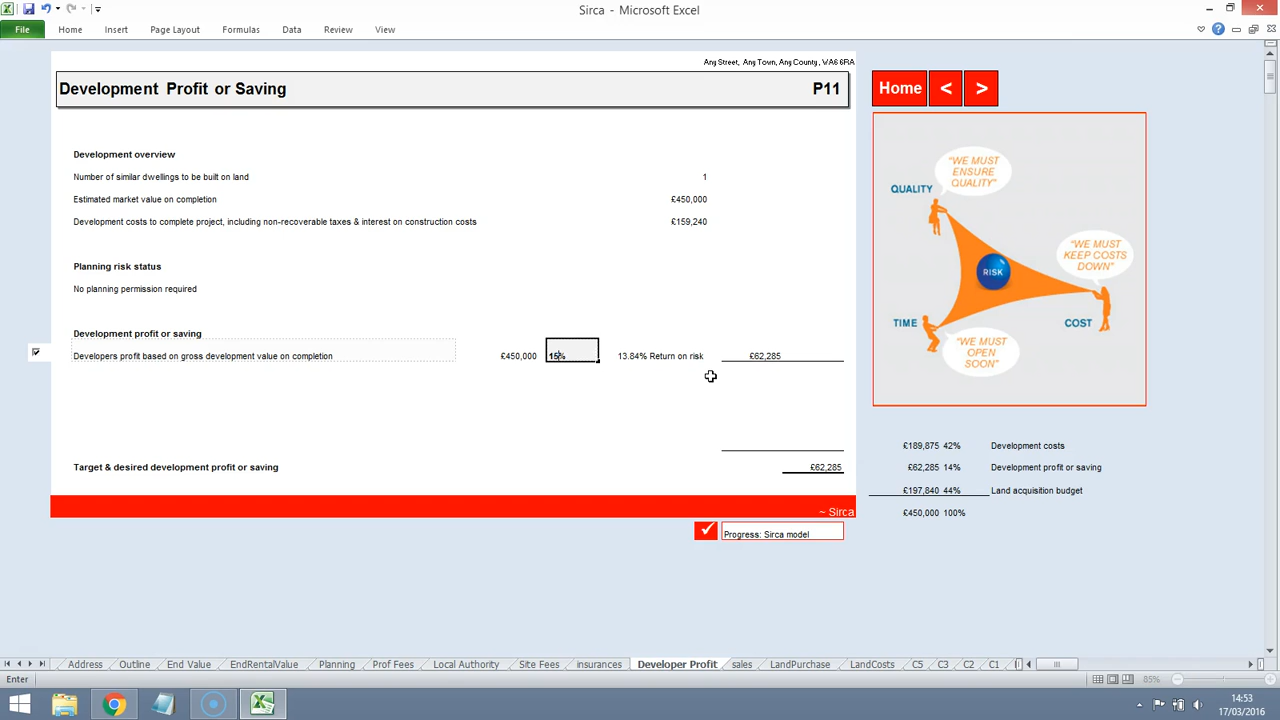 Sirca - Microsoft Excel
File Home Insert Page Layout Formulas Data Review View
Any Street, Any Town, Any County, WA6 6RA
Development Profit or Saving P11
Home < >
Development overview
Number of similar dwellings to be built on land 1
Estimated market value on completion £450,000
Development costs to complete project, including non-recoverable taxes & interest on construction costs £159,240
Planning risk status
No planning permission required
Development profit or saving
Developers profit based on gross development value on completion £450,000 15% 13.84% Return on risk £62,285
Target & desired development profit or saving £62,285
~ Sirca
Progress: Sirca model
"WE MUST
ENSURE
QUALITY"
QUALITY
"WE MUST
KEEP COSTS
DOWN"
RISK
TIME
COST
"WE MUST
OPEN
SOON"
£189,875 42% Development costs
£62,285 14% Development profit or saving
£197,840 44% Land acquisition budget
£450,000 100%
Address Outline End Value EndRentalValue Planning Prof Fees Local Authority Site Fees insurances Developer Profit sales LandPurchase LandCosts C5 C3 C2 C1
Enter 85%
14:53
17/03/2016